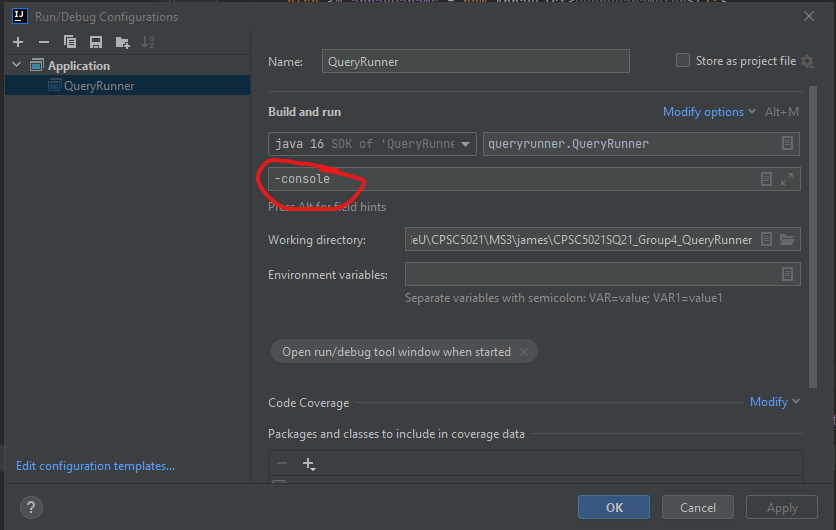 Run/Debug Configurations
Application
QueryRunner
Edit configuration templates...
Name: QueryRunner Store as project file
Build and run Modify options Alt+M
java 16 SDK of 'QueryRunne queryrunner.QueryRunner
-console
Press Alt for field hints
Working directory: ieU\CPSC5021\MS3\james\CPSC5021SQ21_Group4_QueryRunner
Environment variables:
Separate variables with semicolon: VAR=value; VAR1=value1
Open run/debug tool window when started
Code Coverage Modify
Packages and classes to include in coverage data
? OK Cancel Apply